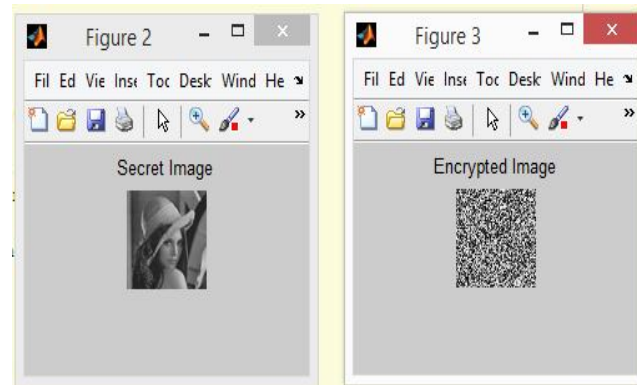 Figure 2
Fil Ed Vie Inse Toc Desk Wind He
Secret Image
Figure 3
Fil Ed Vie Inse Toc Desk Wind He
Encrypted Image